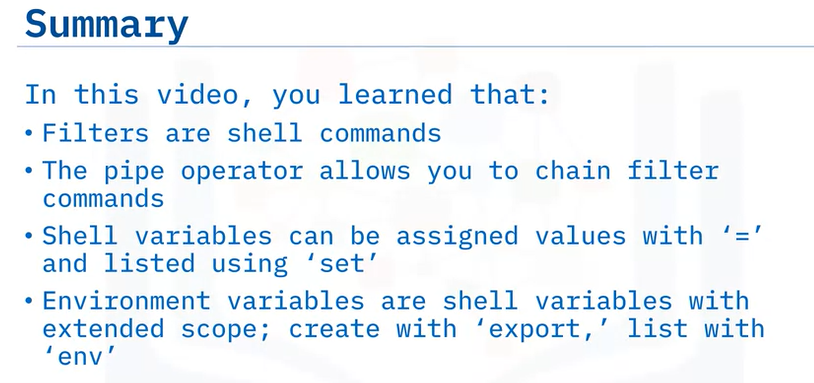 Summary
In this video, you learned that:
• Filters are shell commands
• The pipe operator allows you to chain filter
commands
• Shell variables can be assigned values with ‘=’
and listed using ‘set’
• Environment variables are shell variables with
extended scope; create with ‘export,’ list with
‘env’